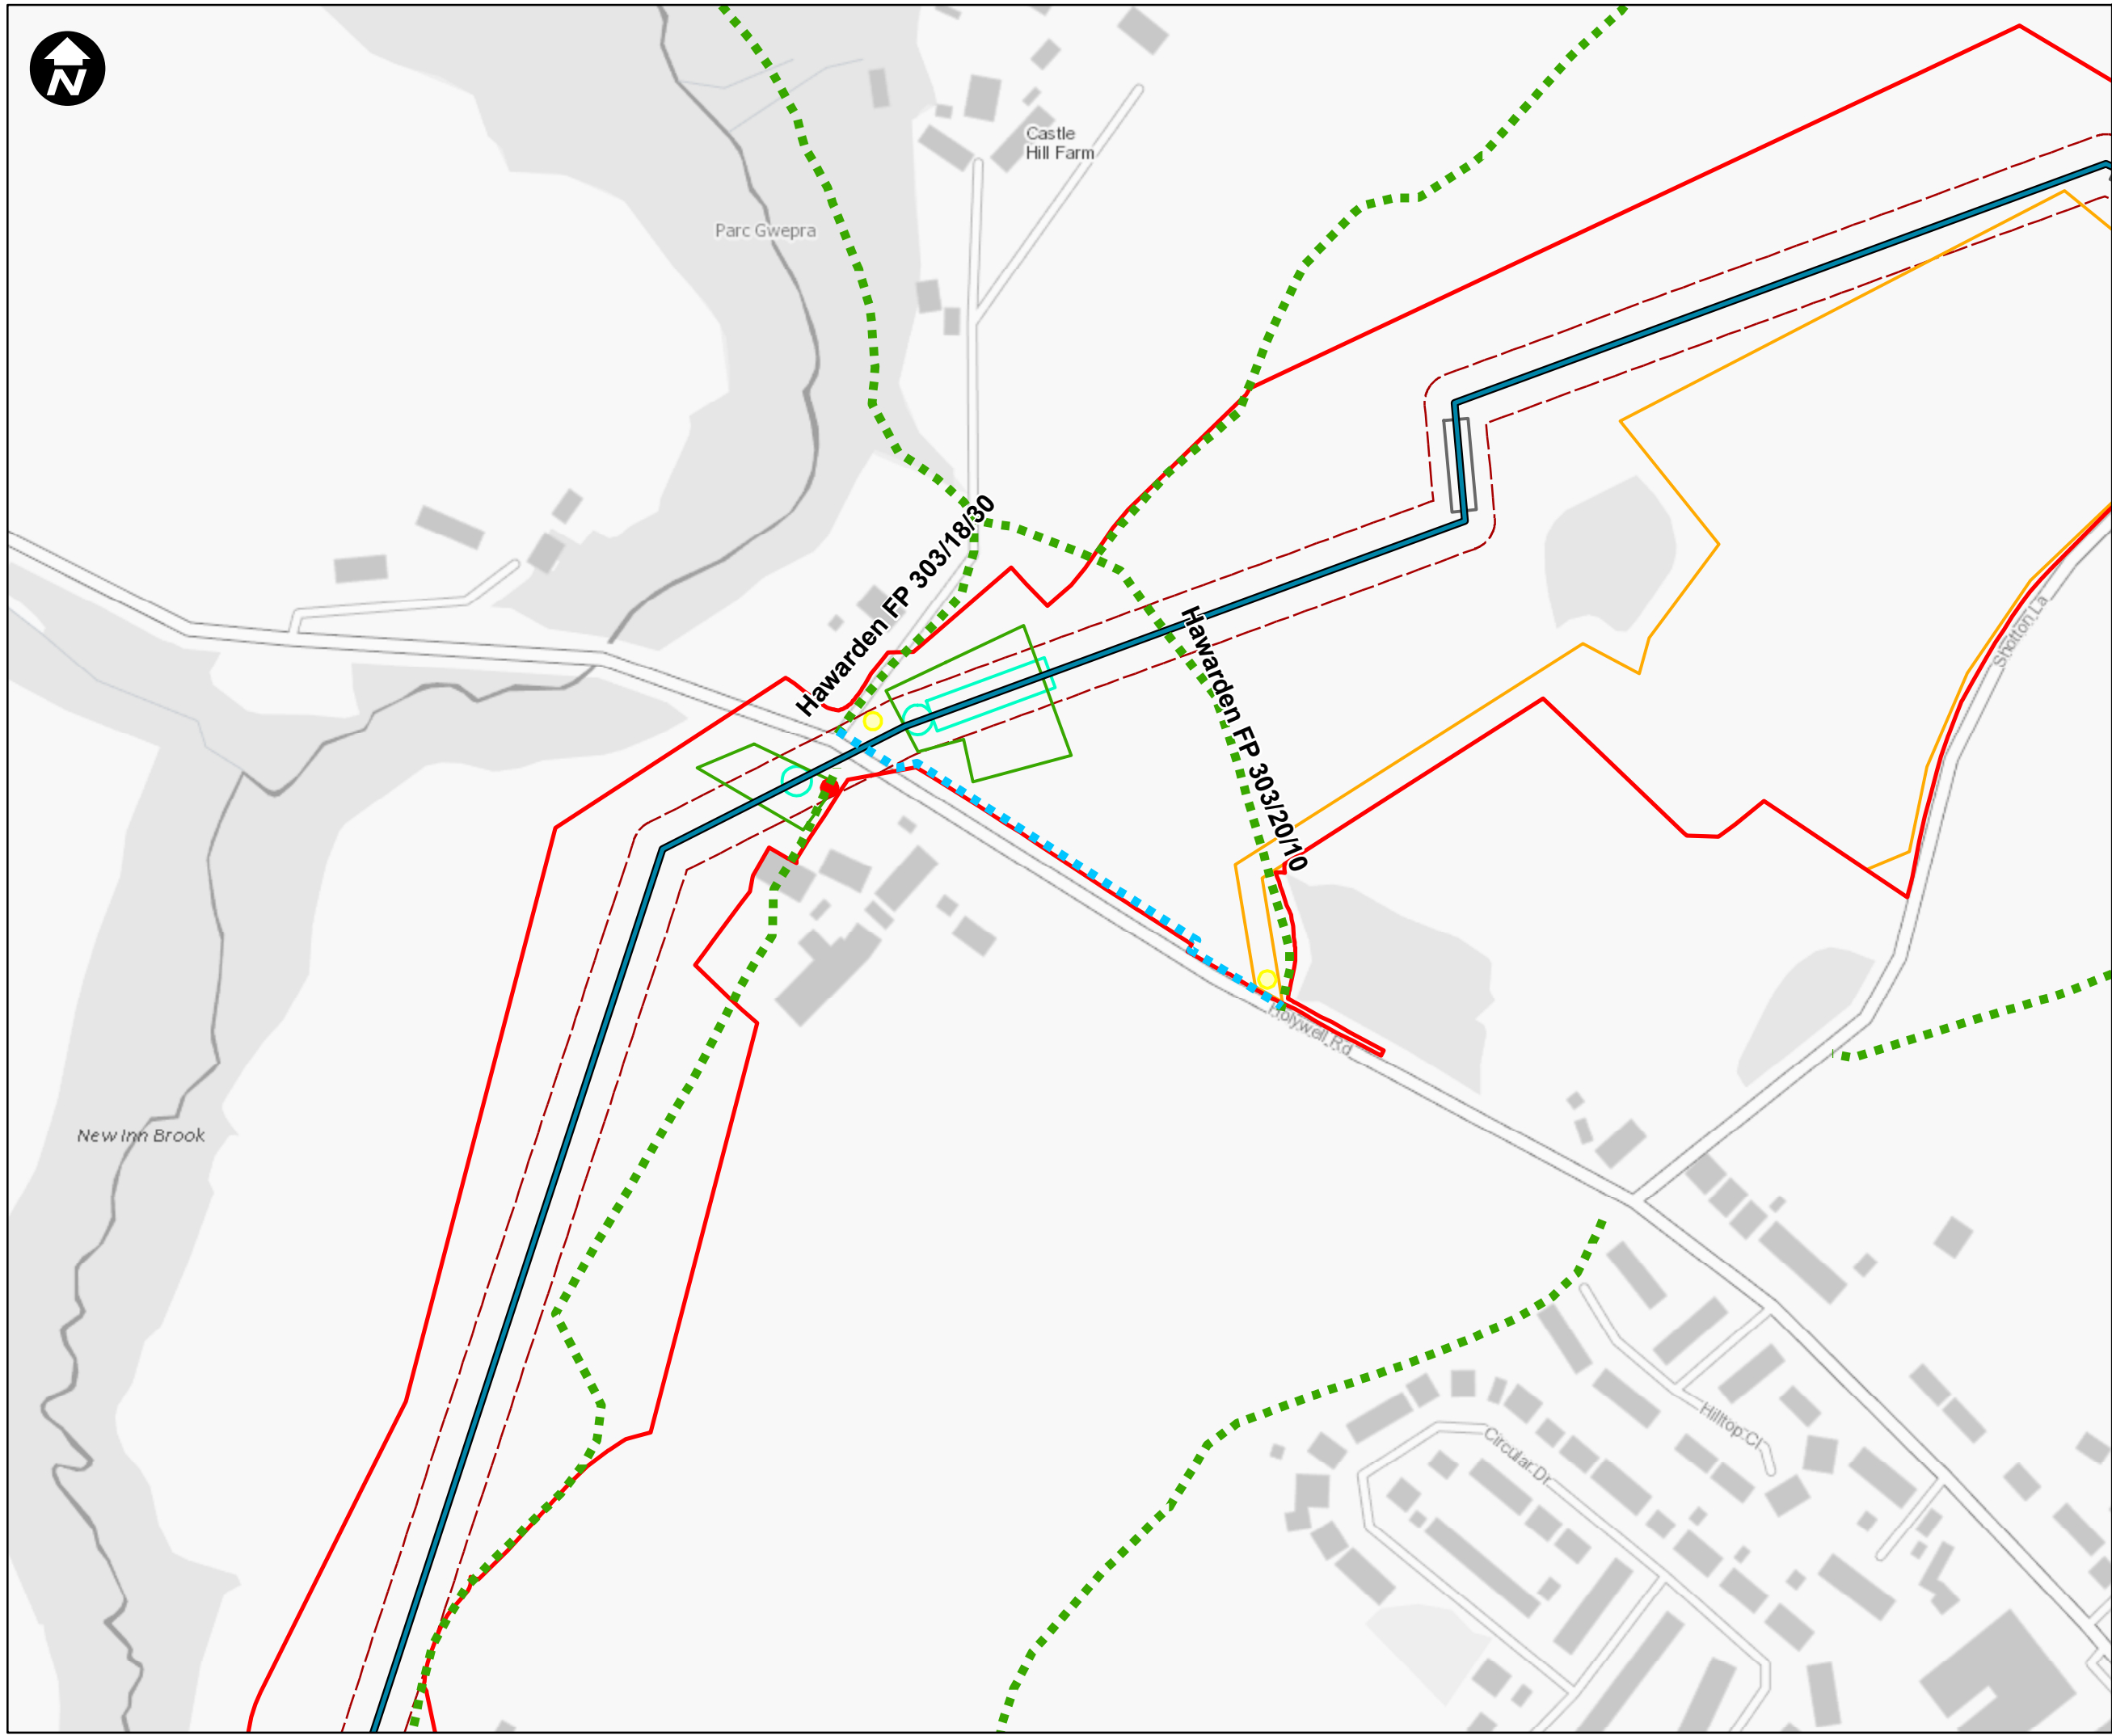 N
Castle
Hill Farm
Parc Gwepra
Hawarden FP 303/18/30
Hawarden FP 303/20/10
Shotton La
Holywell Rd
New Inn Brook
Hilltop Cl
Circular Dr